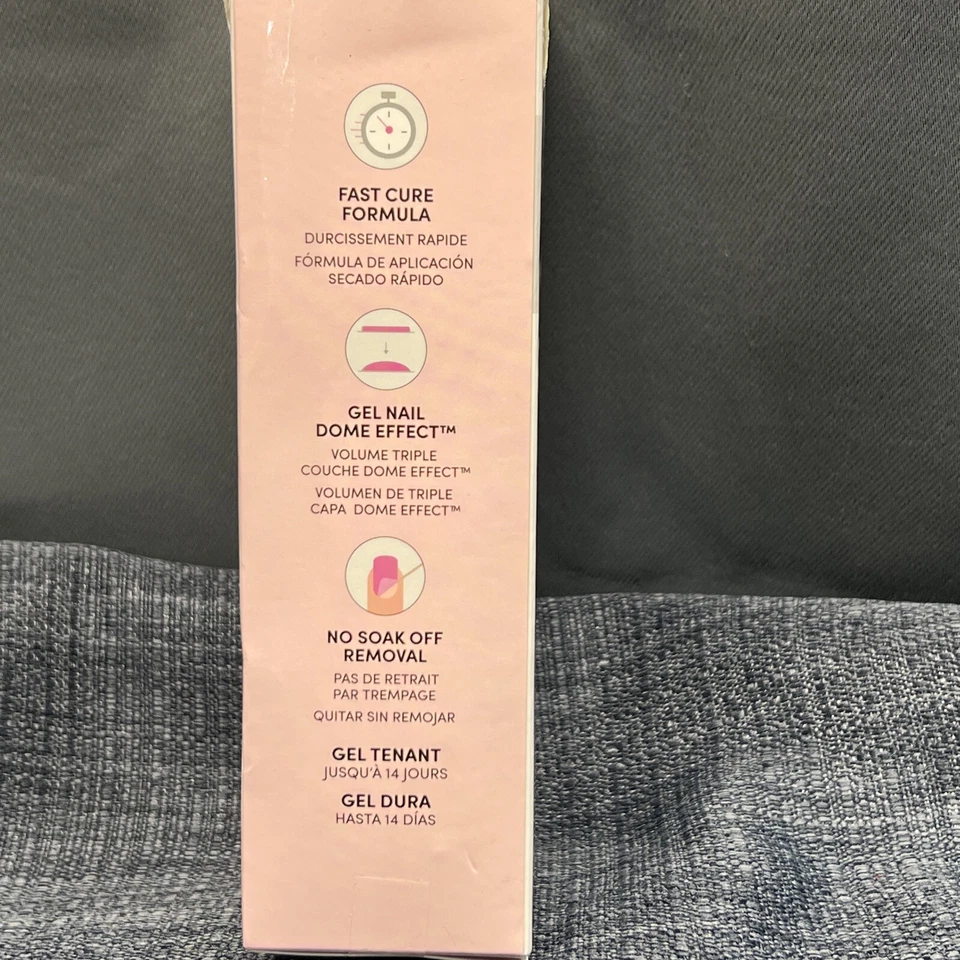 FAST CURE
FORMULA
DURCISSEMENT RAPIDE
FÓRMULA DE APLICACIÓN
SECADO RÁPIDO
GEL NAIL
DOME EFFECT™
VOLUME TRIPLE
COUCHE DOME EFFECT™
VOLUMEN DE TRIPLE
CAPA DOME EFFECT™
NO SOAK OFF
REMOVAL
PAS DE RETRAIT
PAR TREMPAGE
QUITAR SIN REMOJAR
GEL TENANT
JUSQU'À 14 JOURS
GEL DURA
HASTA 14 DÍAS